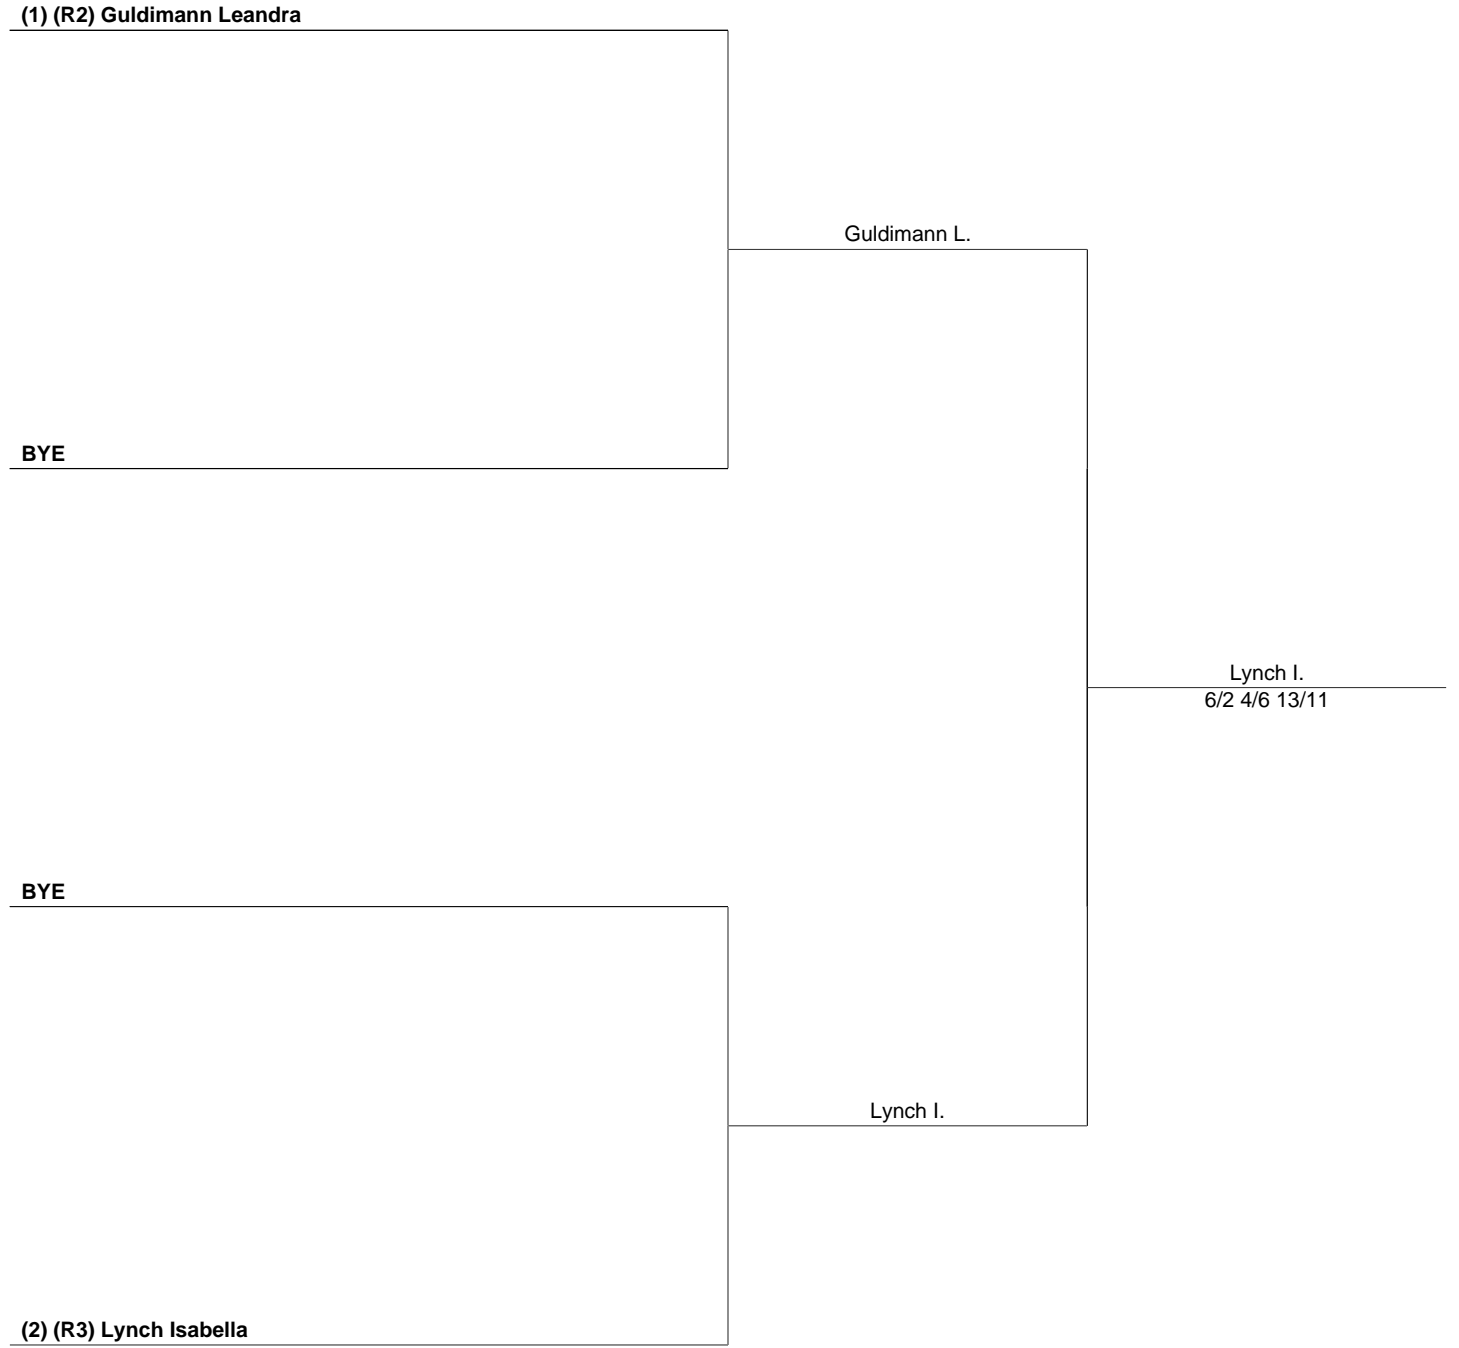 (1) (R2) Guldimann Leandra
Guldimann L.
BYE
Lynch I.
6/2 4/6 13/11
BYE
Lynch I.
(2) (R3) Lynch Isabella